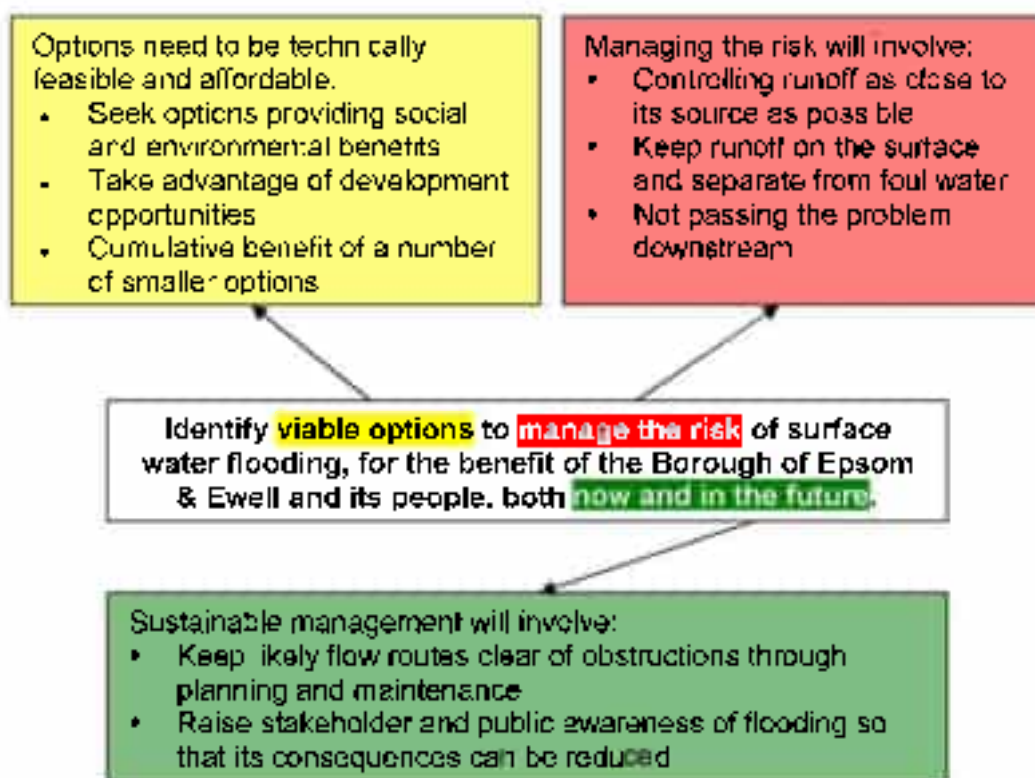 Options need to be technically
feasible and affordable.
• Seek options providing social
and environmental benefits
• Take advantage of development
opportunities
• Cumulative benefit of a number
of smaller options
Managing the risk will involve:
• Controlling runoff as close to
its source as possible
• Keep runoff on the surface
and separate from foul water
• Not passing the problem
downstream
Identify viable options to manage the risk of surface
water flooding, for the benefit of the Borough of Epsom
& Ewell and its people, both now and in the future.
Sustainable management will involve:
• Keep likely flow routes clear of obstructions through
planning and maintenance
• Raise stakeholder and public awareness of flooding so
that its consequences can be reduced